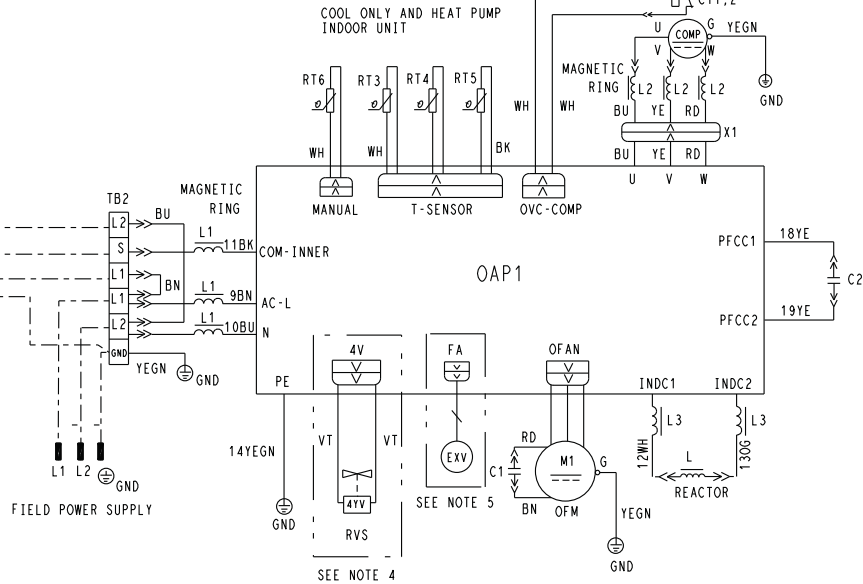 CT1,2
COOL ONLY AND HEAT PUMP
INDOOR UNIT
U
COMP
G
YEGN
V
W
GND
MAGNETIC
RING
L2
L2
L2
RT6
RT3
RT4
RT5
WH
WH
BU
YE
RD
X1
WH
WH
BK
BU
YE
RD
U
V
W
MANUAL
T-SENSOR
OVC-COMP
TB2
MAGNETIC
RING
L2
BU
S
L1
11BK
COM-INNER
L1
BN
L1
L1
9BN
AC-L
L2
L1
10BU
N
GND
YEGN
GND
OAP1
PFCC1
18YE
C2
PFCC2
19YE
PE
4V
FA
OFAN
INDC1
INDC2
14YEGN
VT
VT
EXV
RD
C1
M1
G
BN
OFM
YEGN
GND
L3
L3
12WH
L
13OG
REACTOR
L1
L2
GND
FIELD POWER SUPPLY
GND
4YV
RVS
SEE NOTE 5
SEE NOTE 4